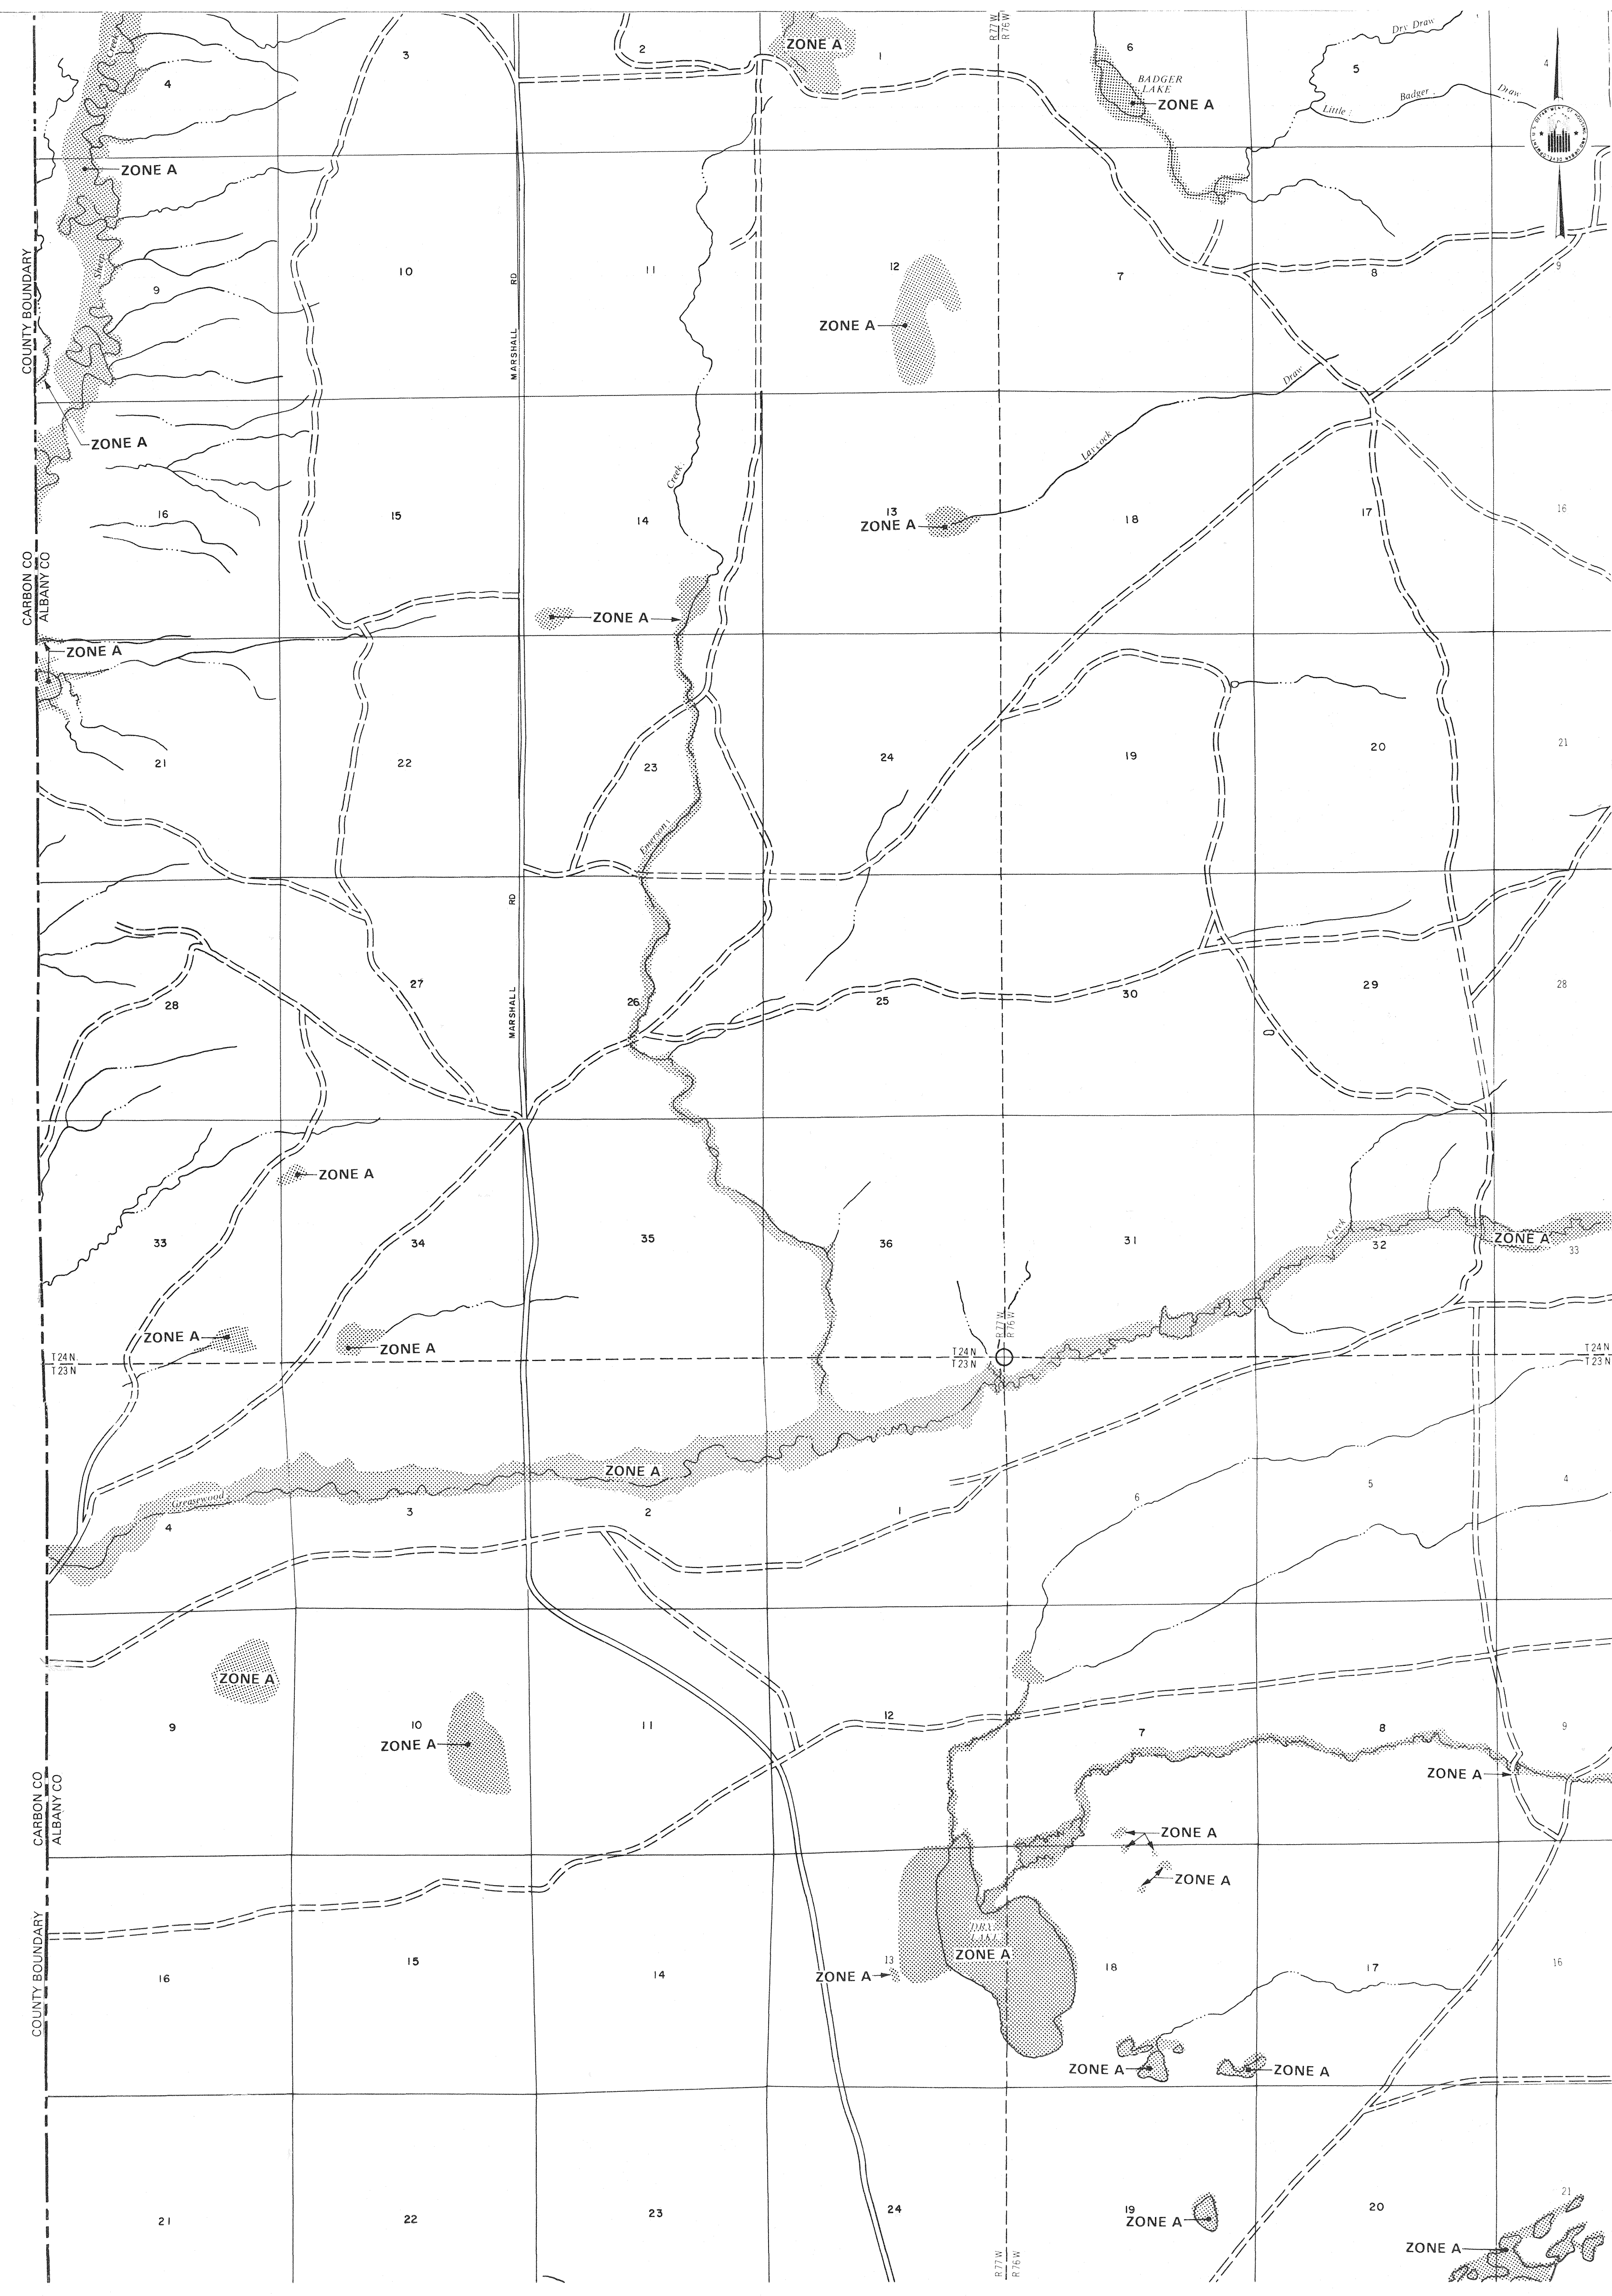 Creek
4
3
2
ZONE A
1
R77W
R76W
6
BADGER
LAKE
ZONE A
5
Dry Draw
Little
Badger
Draw
4
ZONE A
Sheep
9
10
RD
MARSHALL
11
12
ZONE A
7
8
9
COUNTY BOUNDARY
ZONE A
Draw
Laycock
Creek
16
15
14
13
ZONE A
18
17
16
CARBON CO
ALBANY CO
ZONE A
ZONE A
21
22
23
24
19
20
21
RD
MARSHALL
28
27
26
25
30
29
28
ZONE A
33
34
35
36
31
Creek
32
ZONE A
33
ZONE A
ZONE A
R77W
R76W
T24N
T23N
T24N
T23N
T24N
T23N
Greasewood
ZONE A
4
3
2
1
6
5
4
ZONE A
9
10
ZONE A
11
12
7
8
9
ZONE A
CARBON CO
ALBANY CO
ZONE A
ZONE A
COUNTY BOUNDARY
16
15
14
13
ZONE A
DRY
LAKE
ZONE A
18
17
16
ZONE A
ZONE A
21
22
23
24
19
ZONE A
20
21
ZONE A
R77W
R76W